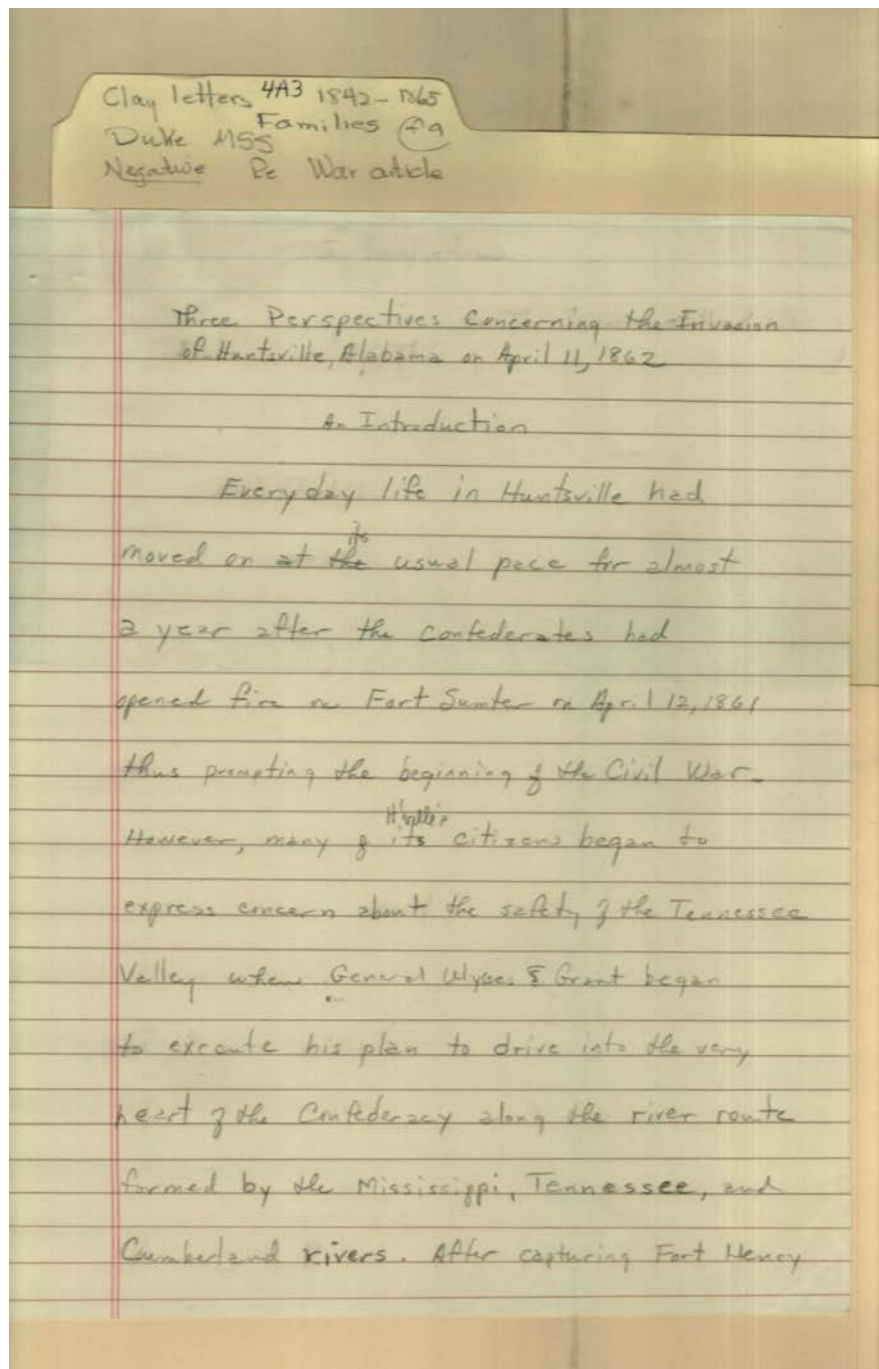 Clay letters 4A3 1842-1865
Families f9
Duke MSS
Negative Re War article
Three Perspectives Concerning the Invasion
of Huntsville, Alabama on April 11, 1862
An Introduction
Everyday life in Huntsville had
its
moved on at the usual pace for almost
a year after the Confederates had
opened fire on Fort Sumter on April 12, 1861
thus prompting the beginning of the Civil War.
H'ville's
However, many of its citizens began to
express concern about the safety of the Tennessee
Valley when General Ulysses S Grant began
to execute his plan to drive into the very
heart of the Confederacy along the river route
formed by the Mississippi, Tennessee, and
Cumberland rivers. After capturing Fort Henry